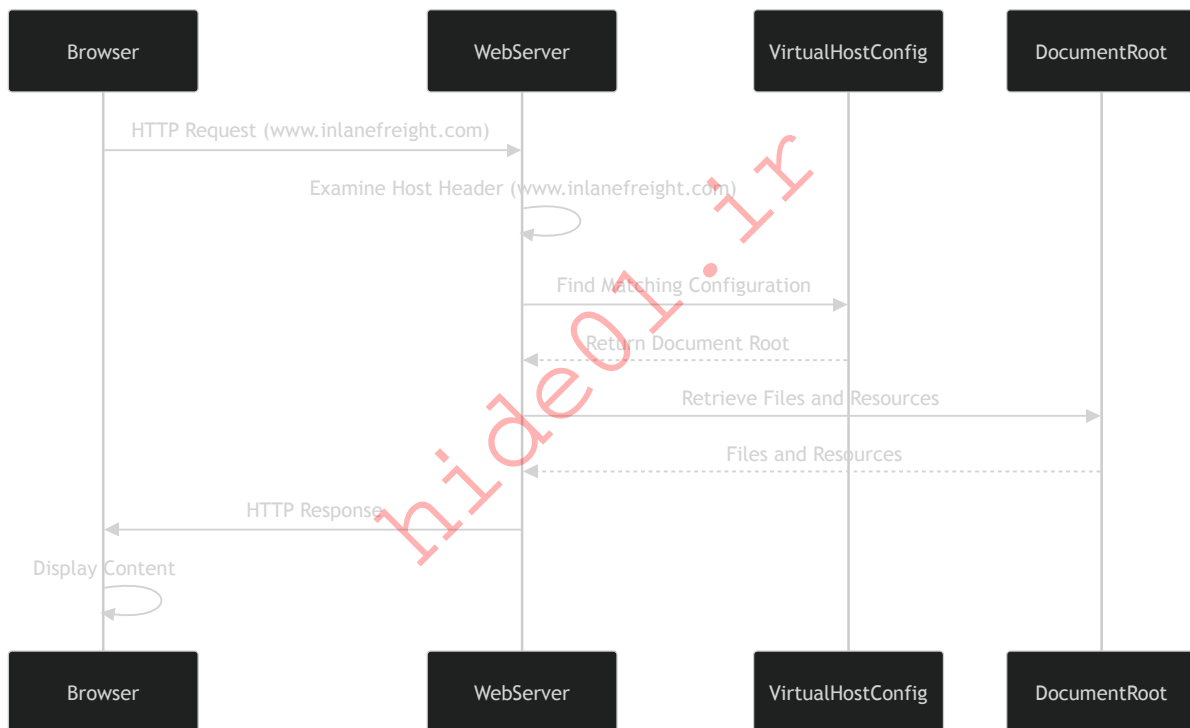 Browser
WebServer
VirtualHostConfig
DocumentRoot
HTTP Request (www.inlanefreight.com)
Examine Host Header (www.inlanefreight.com)
Find Matching Configuration
Return Document Root
Retrieve Files and Resources
Files and Resources
HTTP Response
Display Content
hide01.ir
Browser
WebServer
VirtualHostConfig
DocumentRoot